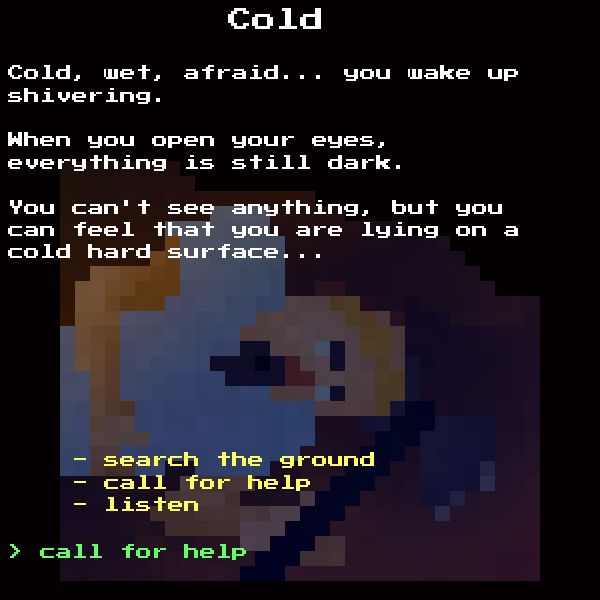 Cold
Cold, wet, afraid... you wake up
shivering.
When you open your eyes,
everything is still dark.
You can't see anything, but you
can feel that you are lying on a
cold hard surface...
- search the ground
- call for help
- listen
> call for help